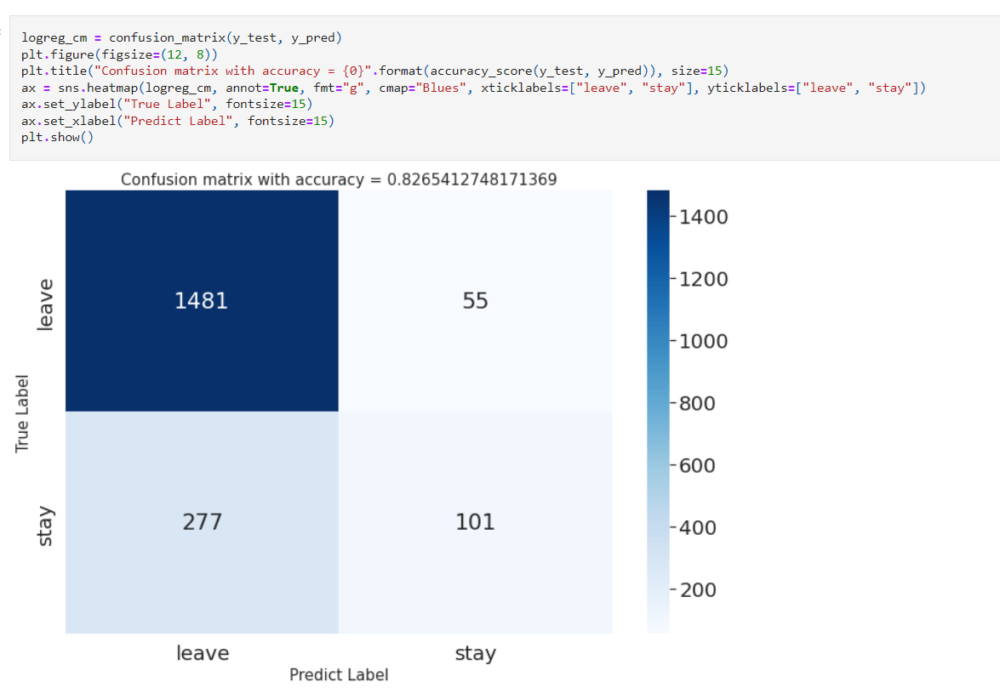 logreg_cm = confusion_matrix(y_test, y_pred)
plt.figure(figsize=(12, 8))
plt.title("Confusion matrix with accuracy = {0}".format(accuracy_score(y_test, y_pred)), size=15)
ax = sns.heatmap(logreg_cm, annot=True, fmt="g", cmap="Blues", xticklabels=["leave", "stay"], yticklabels=["leave", "stay"])
ax.set_ylabel("True Label", fontsize=15)
ax.set_xlabel("Predict Label", fontsize=15)
plt.show()
Confusion matrix with accuracy = 0.8265412748171369
True Label
leave
stay
1481
55
277
101
leave
stay
Predict Label
1400
1200
1000
800
600
400
200